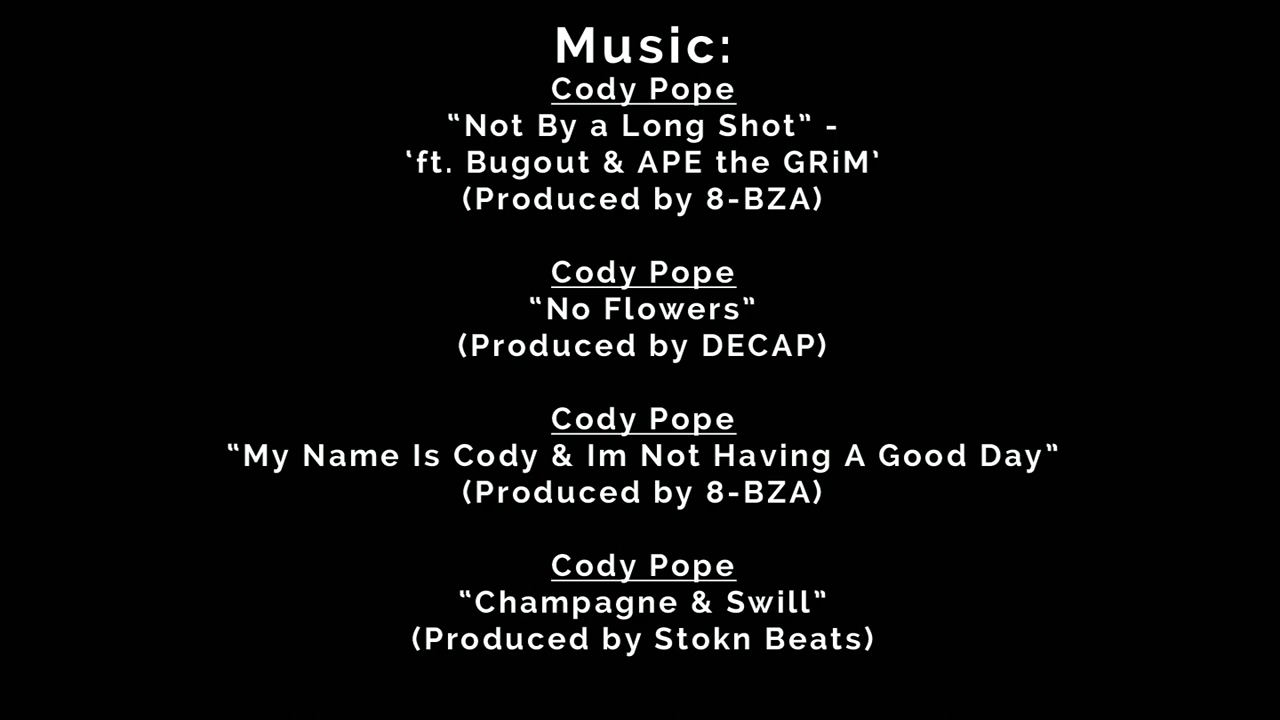 Music:
Cody Pope
“Not By a Long Shot” -
‘ft. Bugout & APE the GRiM’
(Produced by 8-BZA)
Cody Pope
“No Flowers”
(Produced by DECAP)
Cody Pope
“My Name Is Cody & Im Not Having A Good Day”
(Produced by 8-BZA)
Cody Pope
“Champagne & Swill”
(Produced by Stokn Beats)